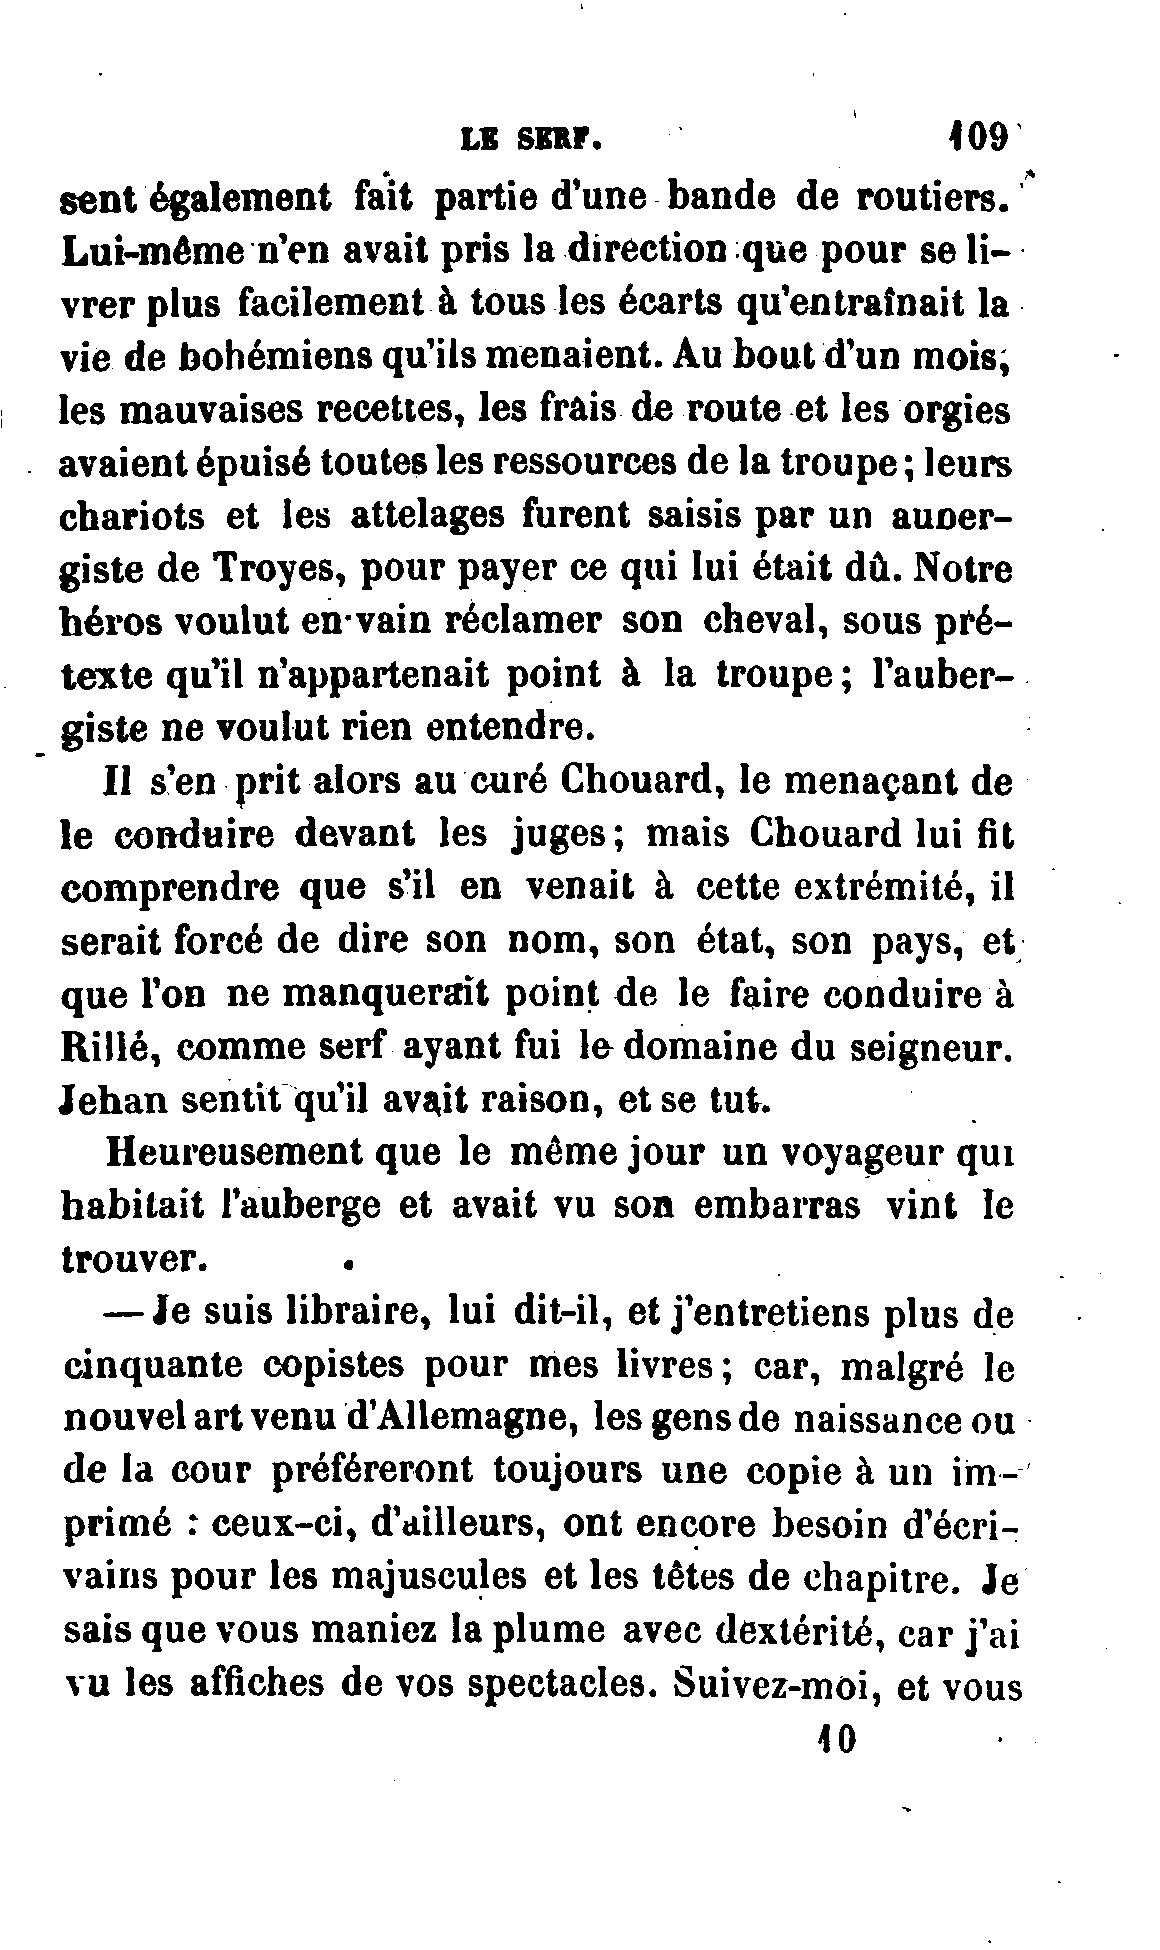 LE SERF. 109
sent également fait partie d'une bande de routiers.
Lui-même n'en avait pris la direction que pour se li-
vrer plus facilement à tous les écarts qu'entraînait la
vie de bohémiens qu'ils menaient. Au bout d'un mois,
les mauvaises recettes, les frais de route et les orgies
avaient épuisé toutes les ressources de la troupe; leurs
chariots et les attelages furent saisis par un auber-
giste de Troyes, pour payer ce qui lui était dû. Notre
héros voulut en vain réclamer son cheval, sous pré-
texte qu'il n'appartenait point à la troupe; l'auber-
giste ne voulut rien entendre.
Il s'en prit alors au curé Chouard, le menaçant de
le conduire devant les juges; mais Chouard lui fit
comprendre que s'il en venait à cette extrémité, il
serait forcé de dire son nom, son état, son pays, et
que l'on ne manquerait point de le faire conduire à
Rillé, comme serf ayant fui le domaine du seigneur.
Jehan sentit qu'il avait raison, et se tut.
Heureusement que le même jour un voyageur qui
habitait l'auberge et avait vu son embarras vint le
trouver.
— Je suis libraire, lui dit-il, et j'entretiens plus de
cinquante copistes pour mes livres; car, malgré le
nouvel art venu d'Allemagne, les gens de naissance ou
de la cour préféreront toujours une copie à un im-
primé : ceux-ci, d'ailleurs, ont encore besoin d'écri-
vains pour les majuscules et les têtes de chapitre. Je
sais que vous maniez la plume avec dextérité, car j'ai
vu les affiches de vos spectacles. Suivez-moi, et vous
10